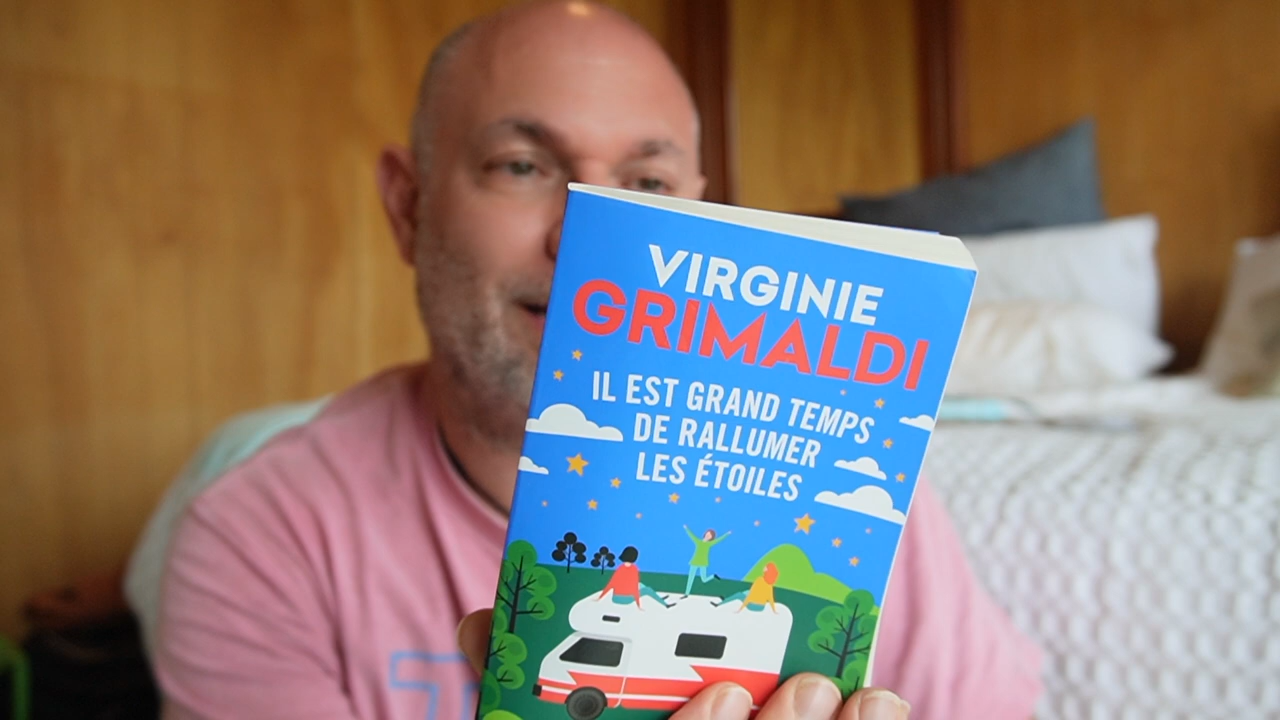 VIRGINIE
GRIMALDI
IL EST GRAND TEMPS
DE RALLUMER
LES ÉTOILES